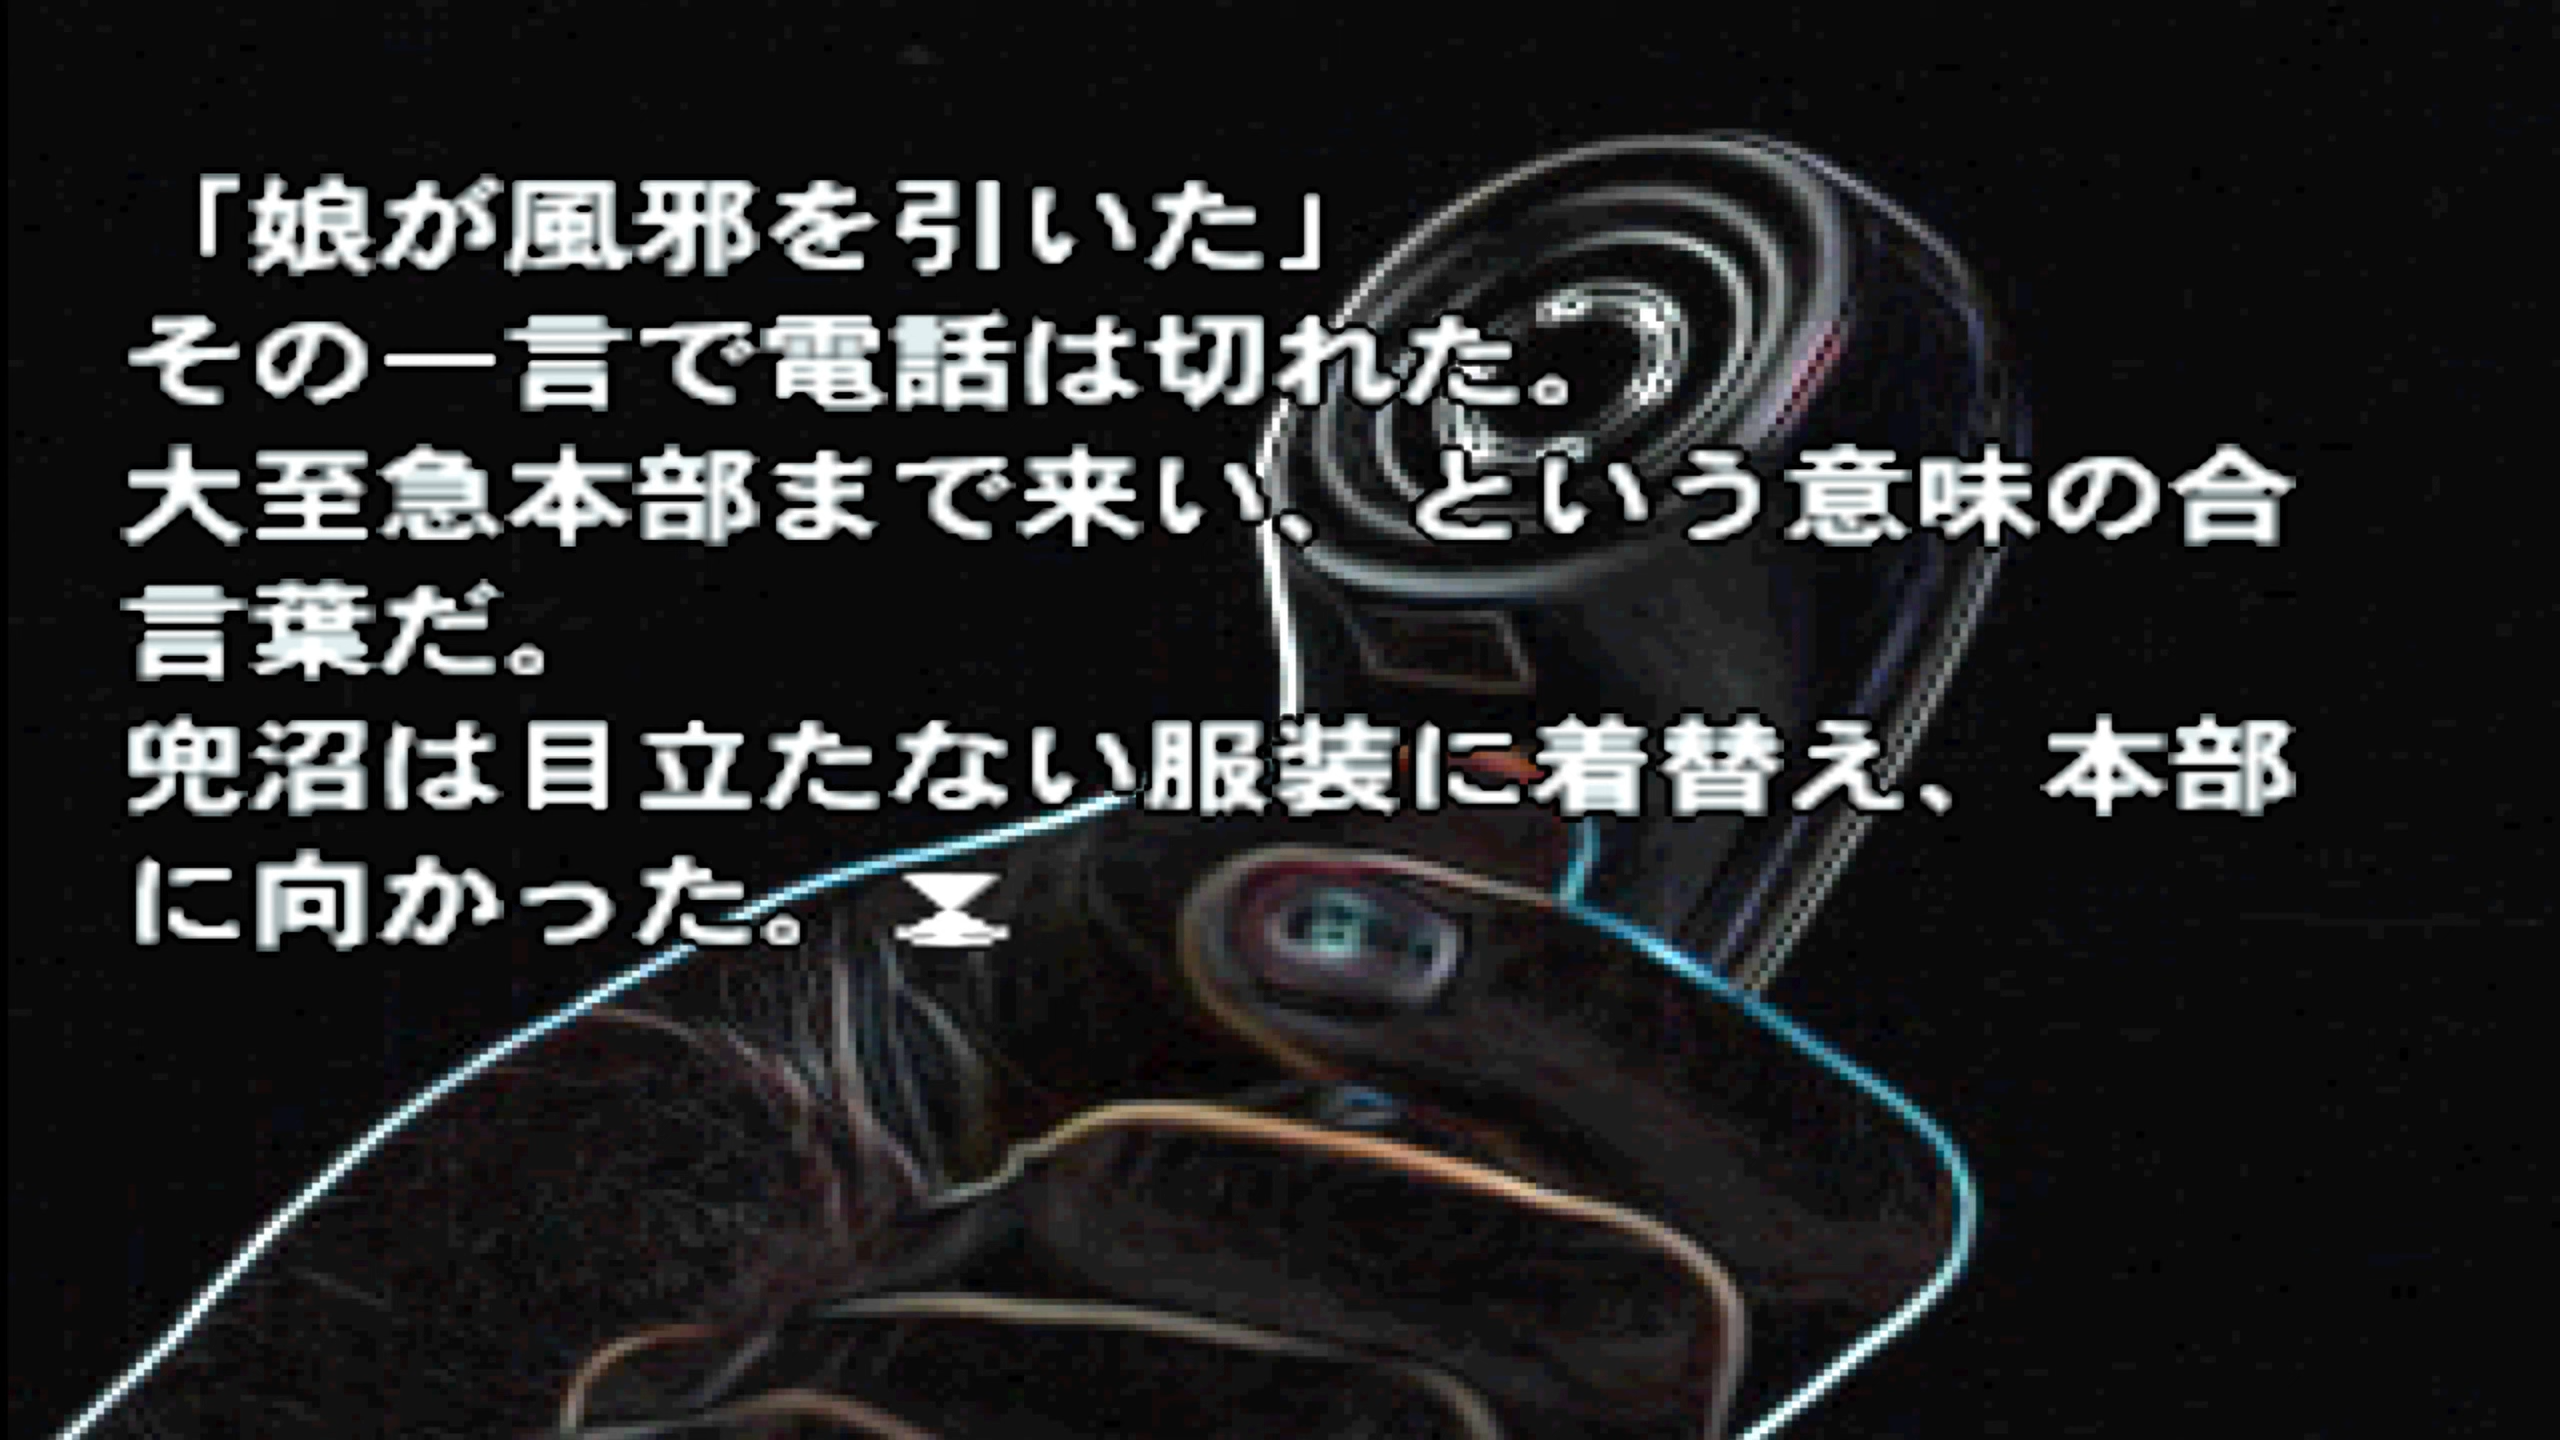 「娘が風邪を引いた」
その一言で電話は切れた。
大至急本部まで来い、という意味の合
言葉だ。
兜沼は目立たない服装に着替え、本部
に向かった。